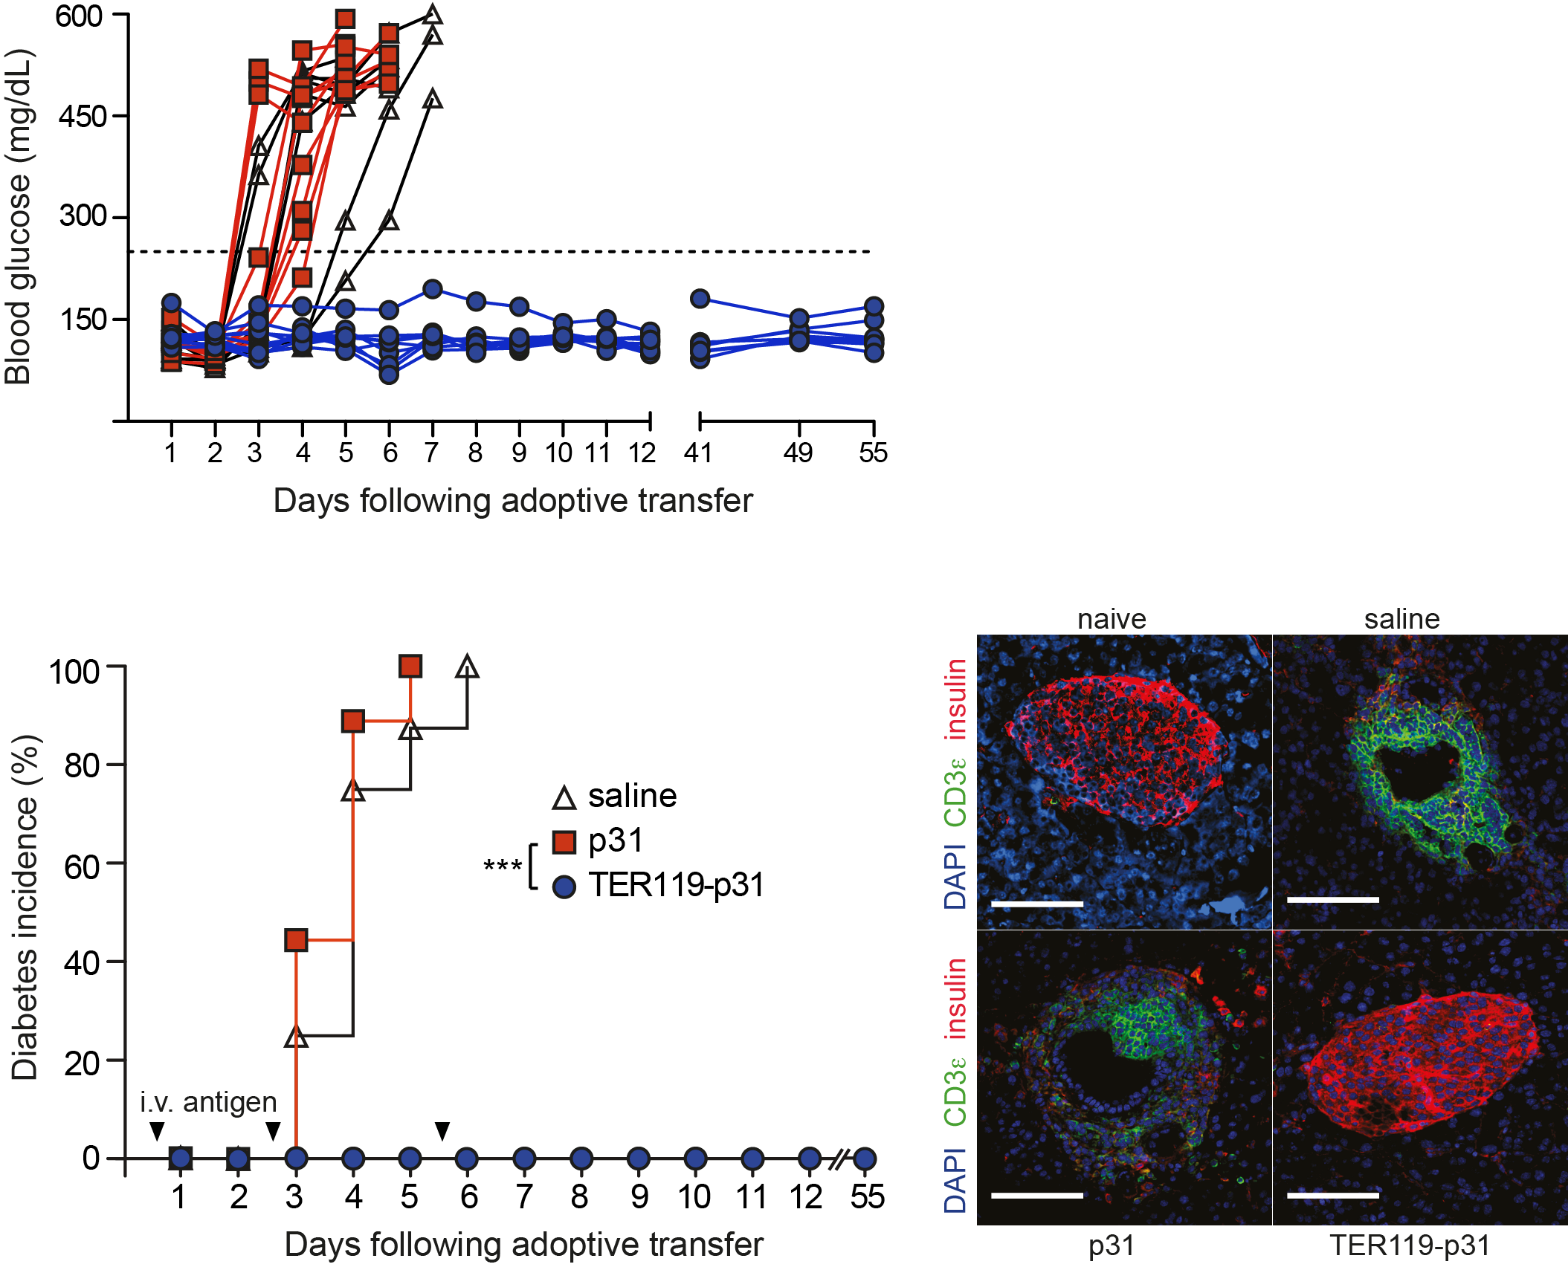 Blood glucose (mg/dL)
600
450
300
150
1 2 3 4 5 6 7 8 9 10 11 12 41 49 55
Days following adoptive transfer
Diabetes incidence (%)
100
80
60
40
20
0
i.v. antigen
saline
p31
***
TER119-p31
1 2 3 4 5 6 7 8 9 10 11 12 55
Days following adoptive transfer
naive saline
DAPI CD3ε insulin
DAPI CD3ε insulin
p31 TER119-p31